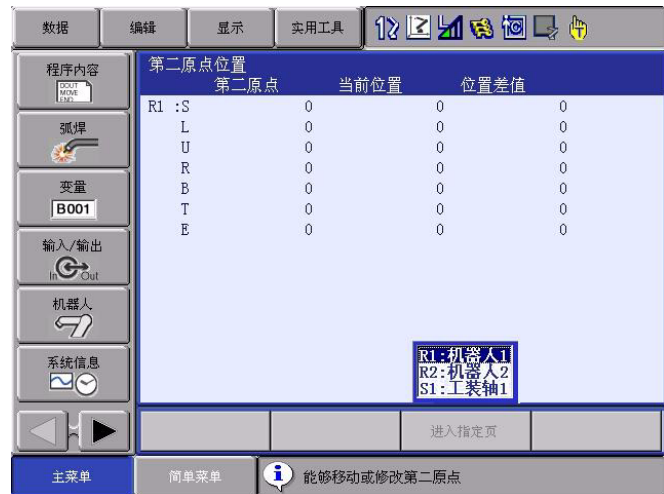 数据 编辑 显示 实用工具
程序内容
DOUT
MOVE
END
弧焊
变量
B001
输入/输出
In Out
机器人
系统信息
第二原点位置
第二原点 当前位置 位置差值
R1 :S 0 0 0
L 0 0 0
U 0 0 0
R 0 0 0
B 0 0 0
T 0 0 0
E 0 0 0
R1:机器人1
R2:机器人2
S1:工装轴1
进入指定页
主菜单 简单菜单 能够移动或修改第二原点